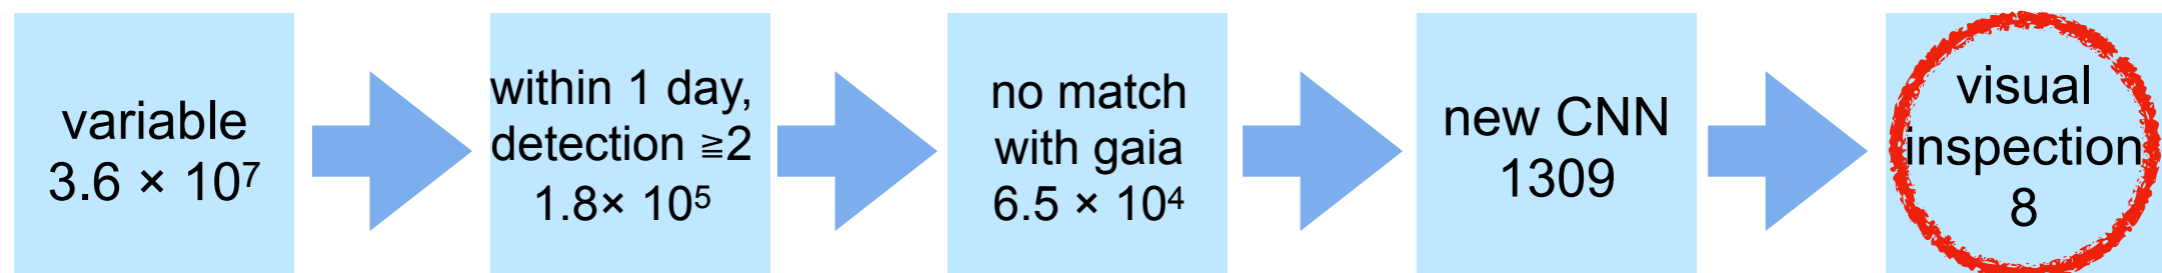 variable
3.6 × 10⁷
within 1 day,
detection ≧2
1.8× 10⁵
no match
with gaia
6.5 × 10⁴
new CNN
1309
visual
inspection
8